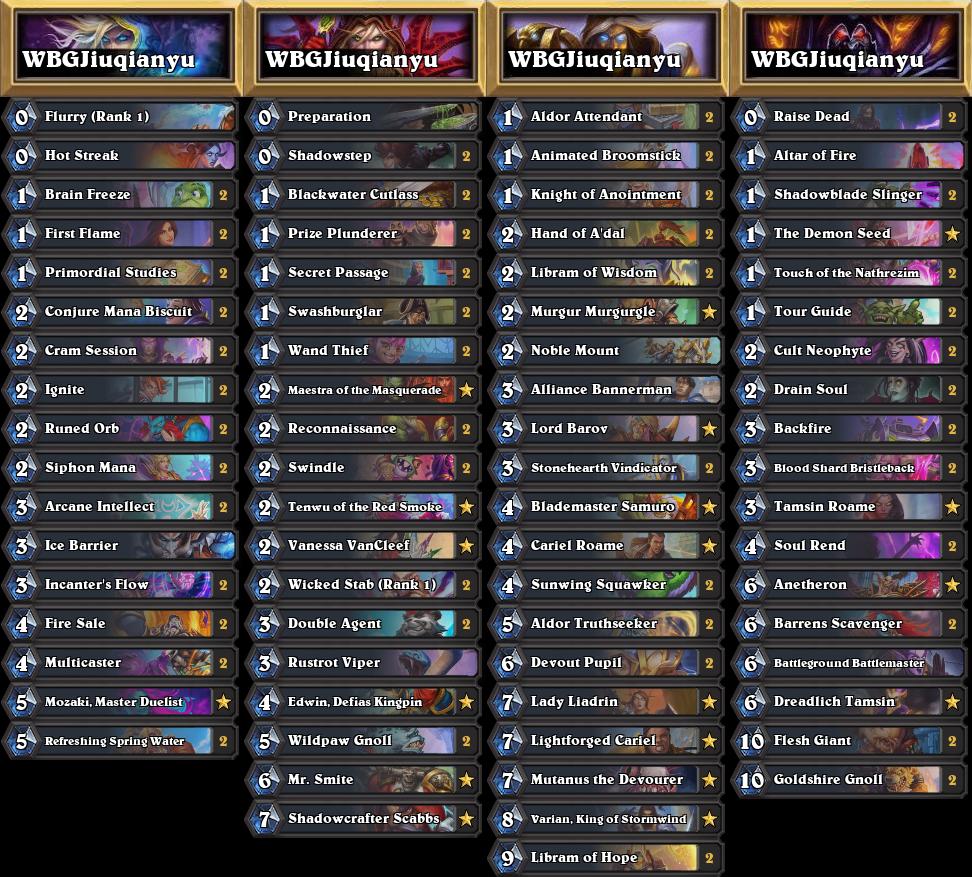 WBGJiuqianyu
0 Flurry (Rank 1)
0 Hot Streak
1 Brain Freeze 2
1 First Flame 2
1 Primordial Studies 2
2 Conjure Mana Biscuit 2
2 Cram Session 2
2 Ignite 2
2 Runed Orb 2
2 Siphon Mana 2
3 Arcane Intellect 2
3 Ice Barrier
3 Incanter's Flow 2
4 Fire Sale 2
4 Multicaster 2
5 Mozaki, Master Duelist
5 Refreshing Spring Water 2
WBGJiuqianyu
0 Preparation
0 Shadowstep 2
1 Blackwater Cutlass 2
1 Prize Plunderer 2
1 Secret Passage 2
1 Swashburglar 2
1 Wand Thief 2
2 Maestra of the Masquerade
2 Reconnaissance 2
2 Swindle 2
2 Tenwu of the Red Smoke
2 Vanessa VanCleef
2 Wicked Stab (Rank 1) 2
3 Double Agent 2
3 Rustrot Viper
4 Edwin, Defias Kingpin
5 Wildpaw Gnoll 2
6 Mr. Smite
7 Shadowcrafter Scabbs
WBGJiuqianyu
1 Aldor Attendant 2
1 Animated Broomstick 2
1 Knight of Anointment 2
2 Hand of A'dal 2
2 Libram of Wisdom 2
2 Murgur Murgurgle
2 Noble Mount
3 Alliance Bannerman
3 Lord Barov
3 Stonehearth Vindicator 2
4 Blademaster Samuro
4 Cariel Roame
4 Sunwing Squawker 2
5 Aldor Truthseeker 2
6 Devout Pupil 2
7 Lady Liadrin
7 Lightforged Cariel
7 Mutanus the Devourer
8 Varian, King of Stormwind
9 Libram of Hope 2
WBGJiuqianyu
0 Raise Dead 2
1 Altar of Fire
1 Shadowblade Slinger 2
1 The Demon Seed
1 Touch of the Nathrezim 2
1 Tour Guide 2
2 Cult Neophyte 2
2 Drain Soul 2
3 Backfire 2
3 Blood Shard Bristleback 2
3 Tamsin Roame
4 Soul Rend 2
6 Anetheron
6 Barrens Scavenger 2
6 Battleground Battlemaster
6 Dreadlich Tamsin
10 Flesh Giant 2
10 Goldshire Gnoll 2